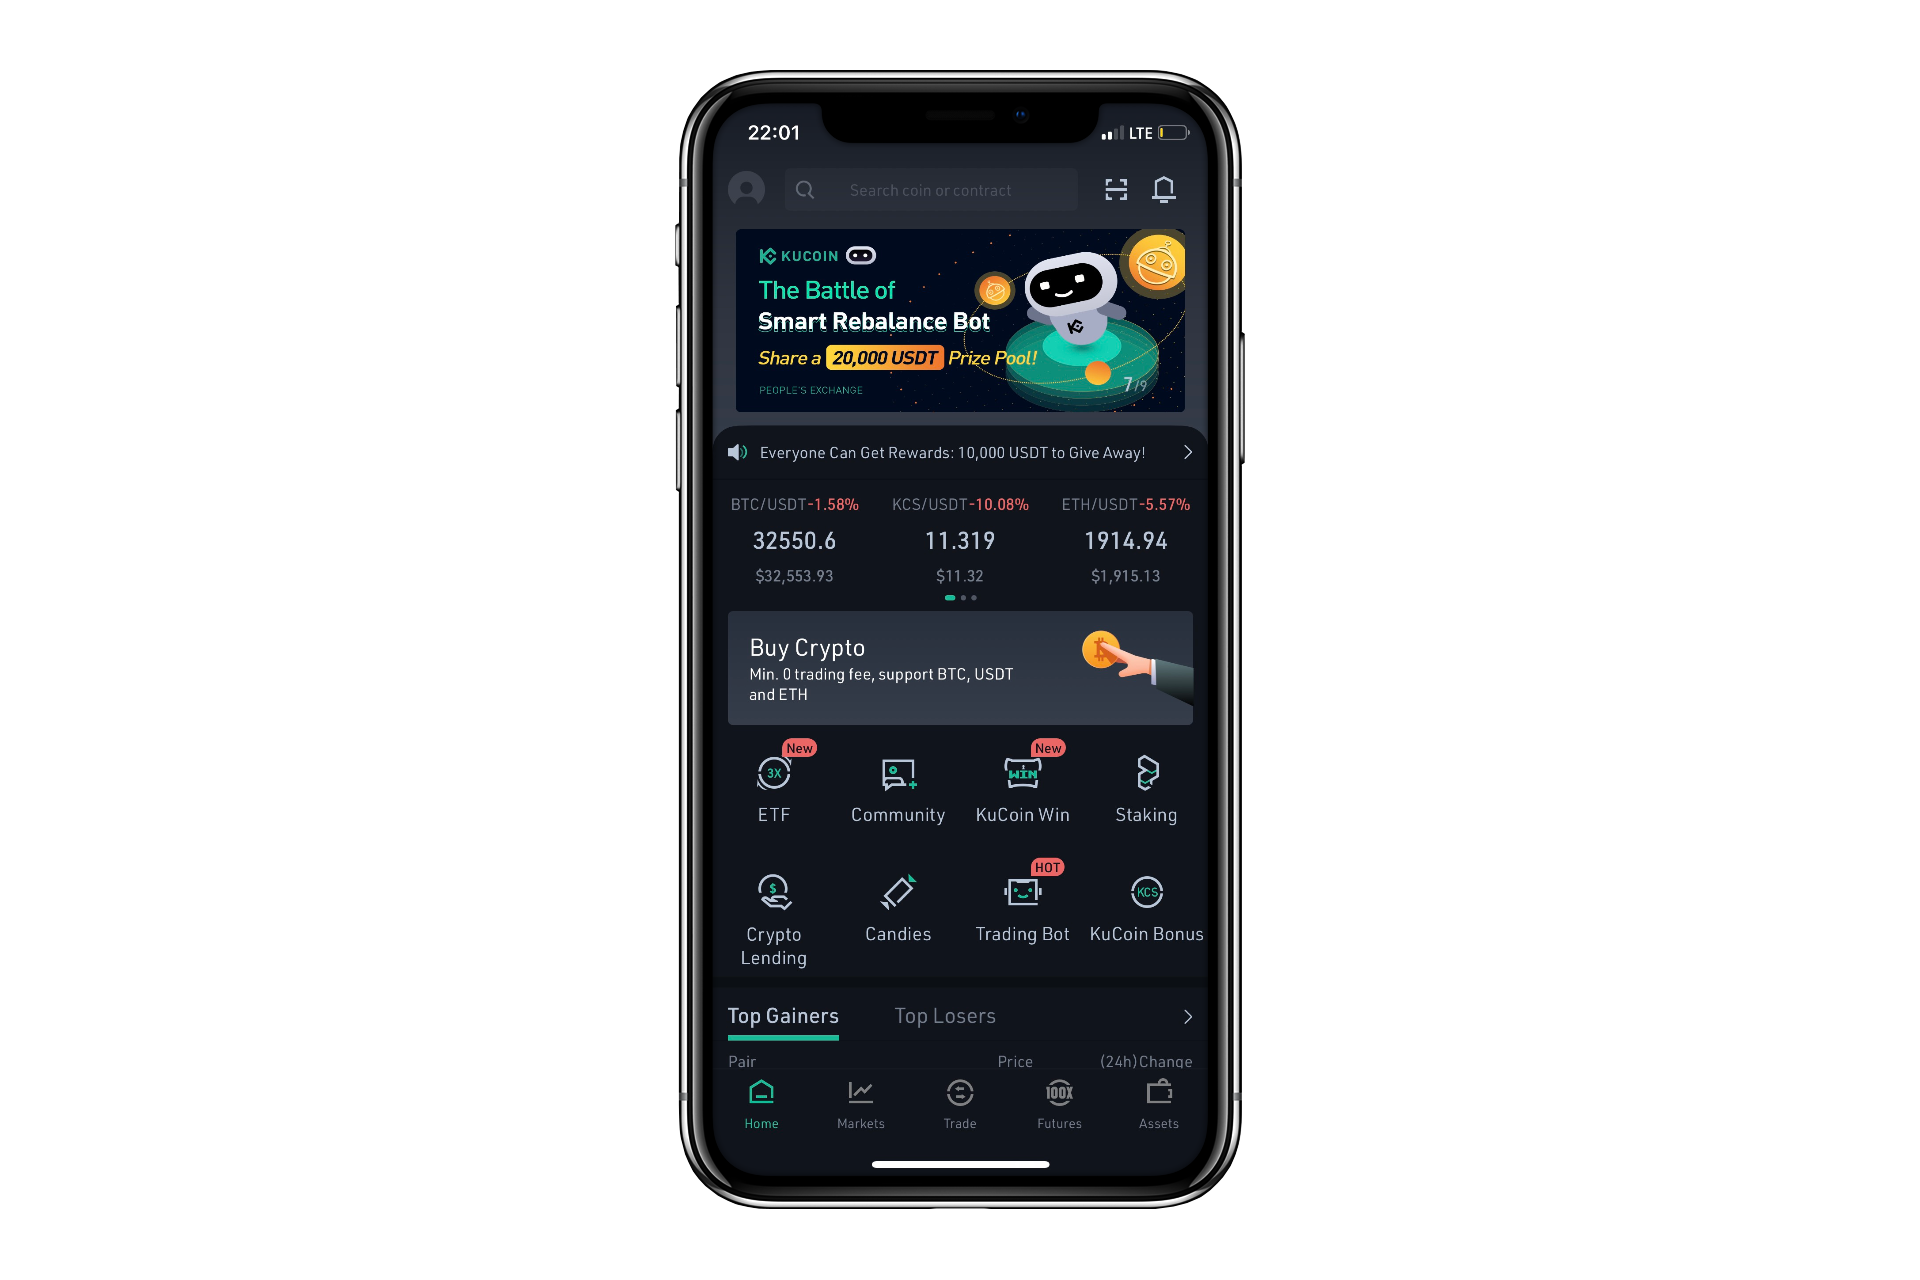 22:01 LTE
Search coin or contract
KUCOIN
The Battle of
Smart Rebalance Bot
Share a 20,000 USDT Prize Pool!
PEOPLE'S EXCHANGE
7/9
Everyone Can Get Rewards: 10,000 USDT to Give Away!
BTC/USDT-1.58% KCS/USDT-10.08% ETH/USDT-5.57%
32550.6 11.319 1914.94
$32,553.93 $11.32 $1,915.13
Buy Crypto
Min. 0 trading fee, support BTC, USDT
and ETH
New New
3X WIN
ETF Community KuCoin Win Staking
HOT
$ KCS
Crypto Candies Trading Bot KuCoin Bonus
Lending
Top Gainers Top Losers
Pair Price (24h)Change
100X
Home Markets Trade Futures Assets